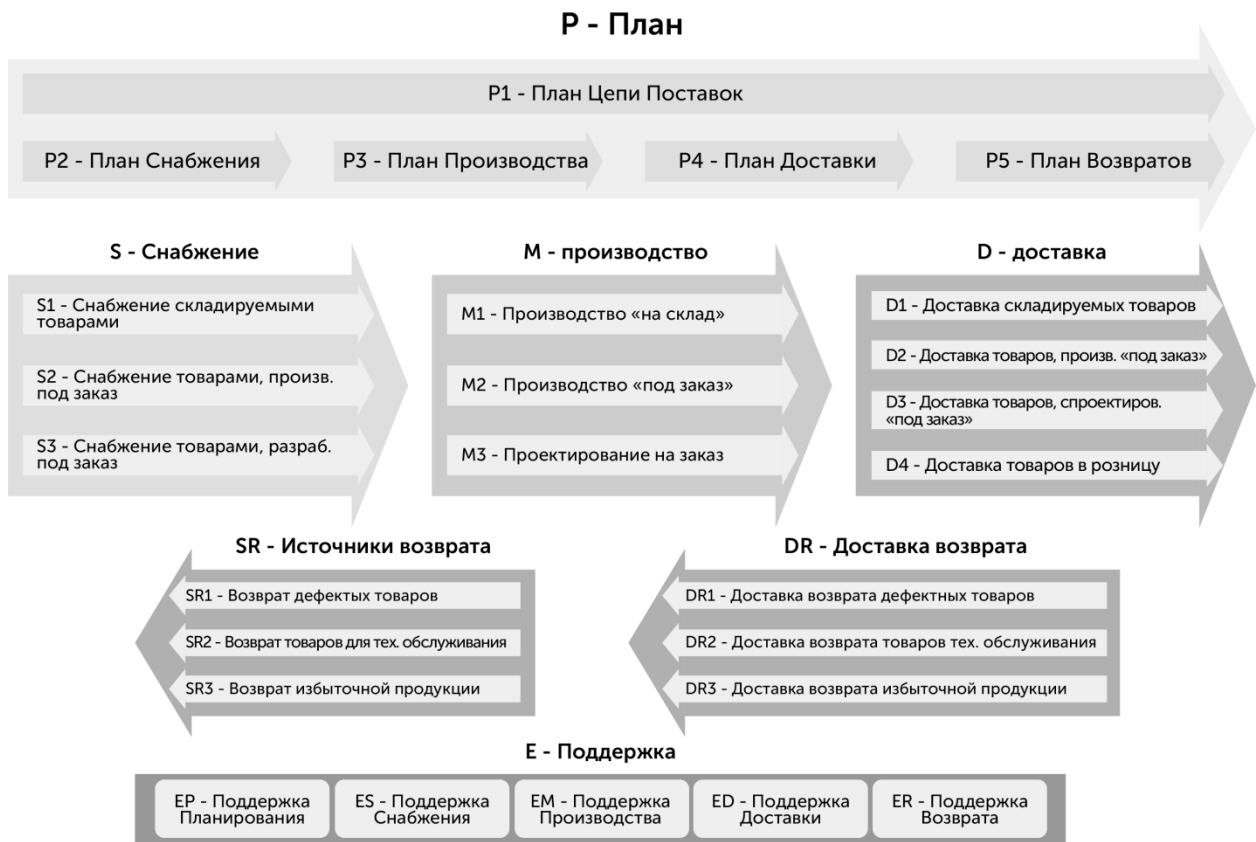 P - План
P1 - План Цепи Поставок
P2 - План Снабжения
P3 - План Производства
P4 - План Доставки
P5 - План Возвратов
S - Снабжение
S1 - Снабжение складируемыми
товарами
S2 - Снабжение товарами, произв.
под заказ
S3 - Снабжение товарами, разраб.
под заказ
M - производство
M1 - Производство «на склад»
M2 - Производство «под заказ»
M3 - Проектирование на заказ
D - доставка
D1 - Доставка складируемых товаров
D2 - Доставка товаров, произв. «под заказ»
D3 - Доставка товаров, спроектиров.
«под заказ»
D4 - Доставка товаров в розницу
SR - Источники возврата
SR1 - Возврат дефектых товаров
SR2 - Возврат товаров для тех. обслуживания
SR3 - Возврат избыточной продукции
DR - Доставка возврата
DR1 - Доставка возврата дефектных товаров
DR2 - Доставка возврата товаров тех. обслуживания
DR3 - Доставка возврата избыточной продукции
E - Поддержка
EP - Поддержка
Планирования
ES - Поддержка
Снабжения
EM - Поддержка
Производства
ED - Поддержка
Доставки
ER - Поддержка
Возврата